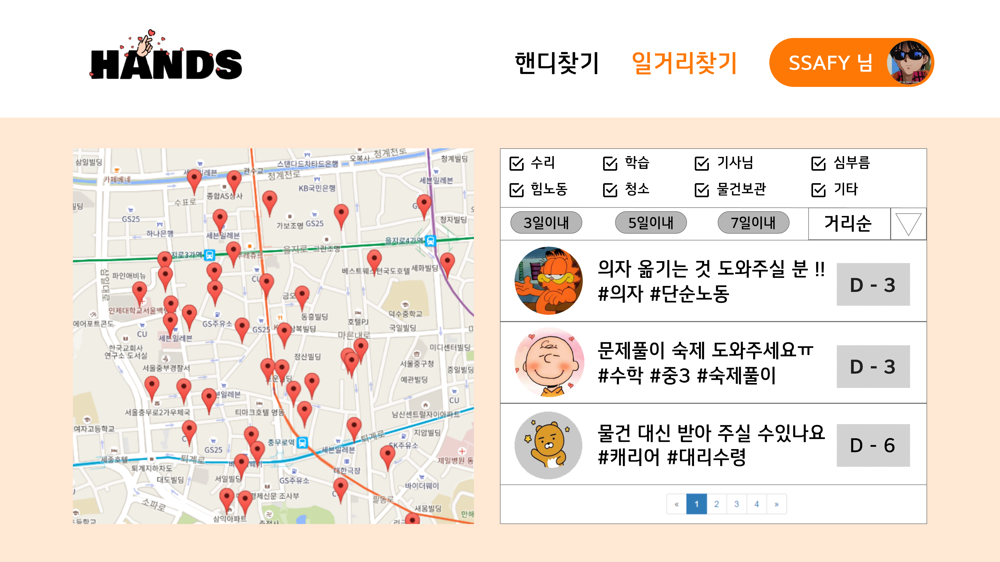 HANDS
핸디찾기
일거리찾기
SSAFY 님
삼일빌딩
카페베네
관수교
스탠다드차타드은행
오복사
청계천로
청계빌딩
청계천로
세븐일레븐
KB국민은행
종합AS상사
수표로
GS25
하나은행
세븐일레븐
가보조명
GS25
청자빌딩
을지로4가역
을지로
그린조명
지로3가역
베스트웨스턴국도호텔
세화빌딩
파인애비뉴
삼일대로
인제대학교서울백
에어포트콘도
CU
GS주유소
GS25
삼복빌딩
동흥빌딩
호텔PJ
덕수중학교
국일빌딩
마른내로
세븐일레븐
한국교회사
연구소 도서실
서울중부경찰서
정산빌딩
미디센터빌딩
서울중구청
중일빌딩
예관빌딩
CU
서울충무로2가우체국
티마크호텔 명동
남산센트럴자이아파트
여자고등학교
지암빌딩
충무로역
퇴계로
세븐일레븐
SK주유소
GS25
세종호텔
퇴계로
퇴계지하차도
대도빌딩
서일빌딩
GS주유소
대한극장
제일병원 동
바이더웨이
경제신문 조사부
소파로
필동로
새움빌딩
삼익아파트
만해
수리
학습
기사님
심부름
힘노동
청소
물건보관
기타
3일이내
5일이내
7일이내
거리순
의자 옮기는 것 도와주실 분 !!
#의자 #단순노동
D - 3
문제풀이 숙제 도와주세요ㅠ
#수학 #중3 #숙제풀이
D - 3
물건 대신 받아 주실 수있나요
#캐리어 #대리수령
D - 6
« 1 2 3 4 »